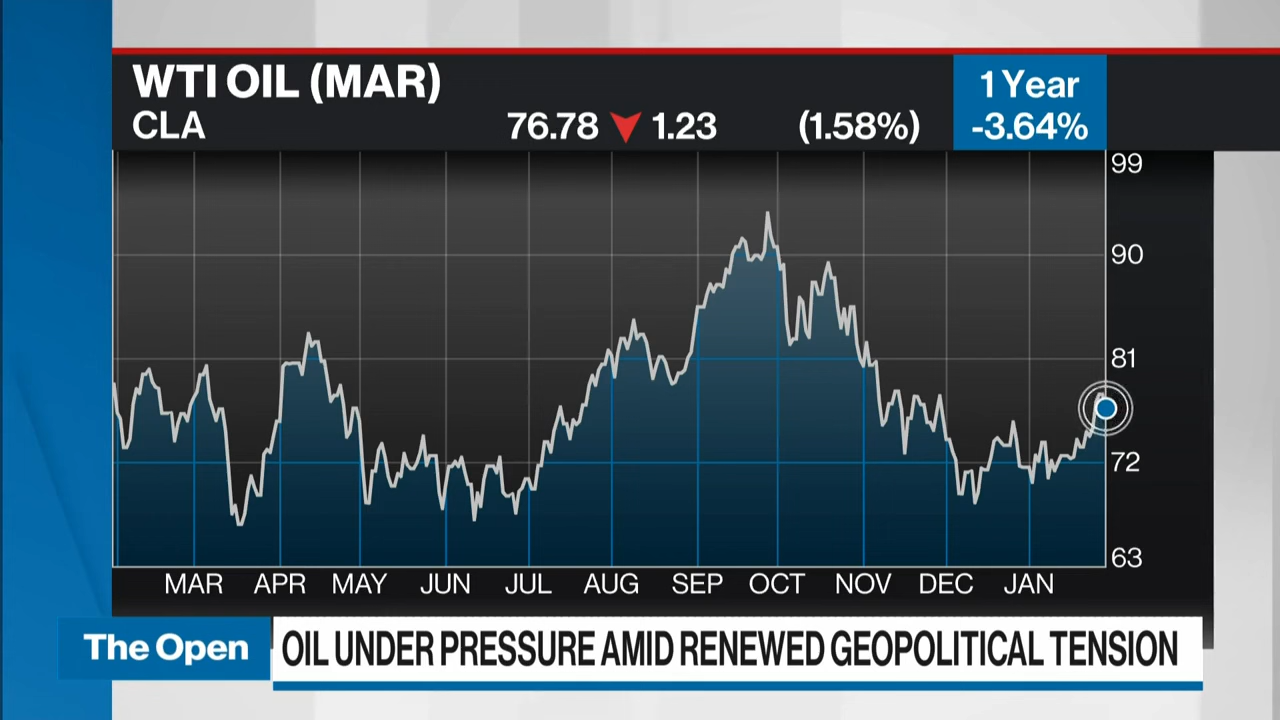 WTI OIL (MAR)
CLA
76.78 ▼ 1.23 (1.58%)
1 Year
-3.64%
99
90
81
72
63
MAR APR MAY JUN JUL AUG SEP OCT NOV DEC JAN
The Open
OIL UNDER PRESSURE AMID RENEWED GEOPOLITICAL TENSION